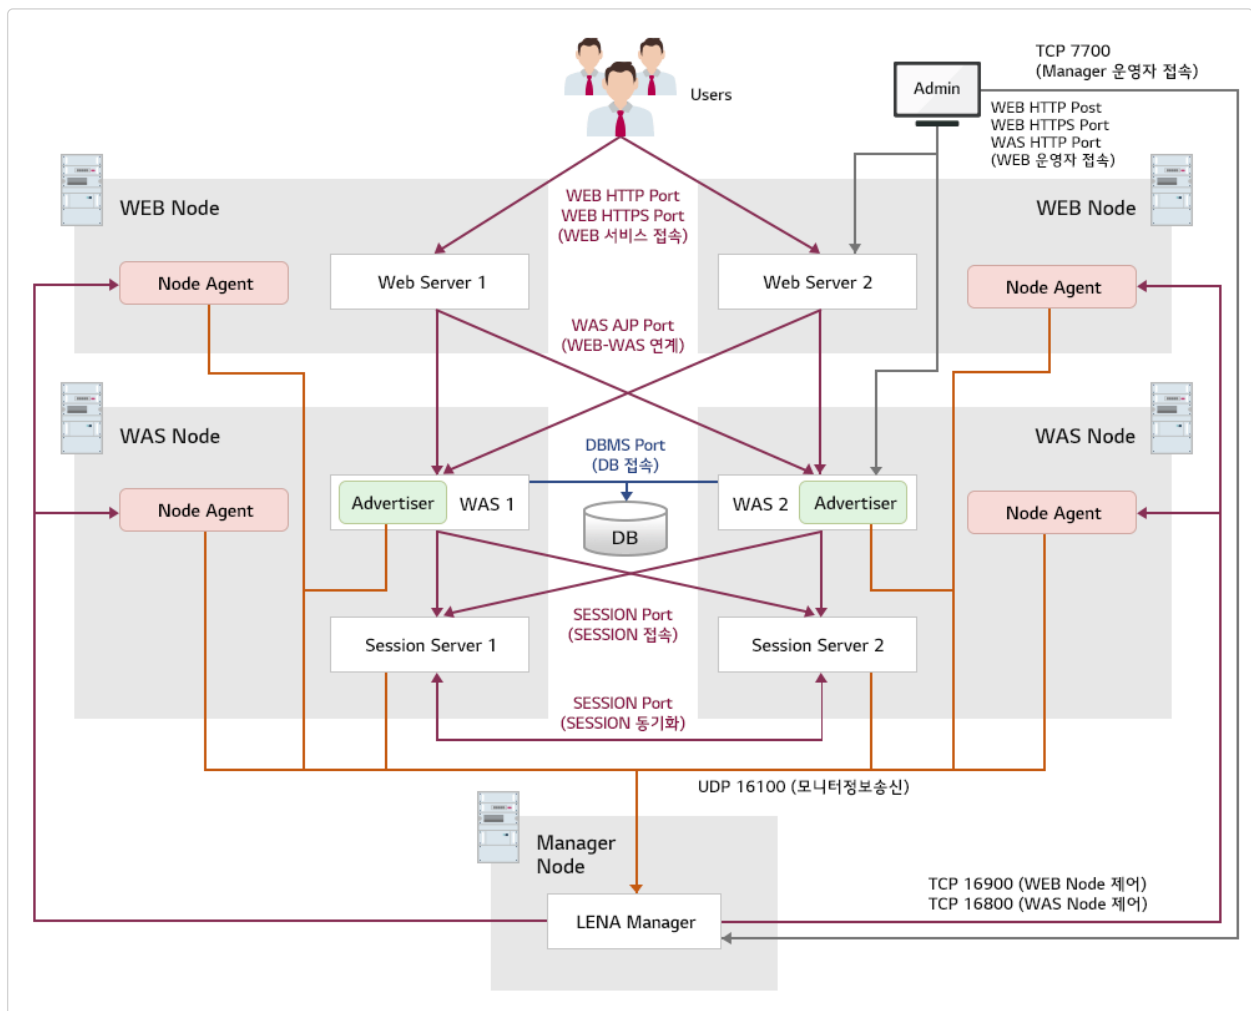 TCP 7700
(Manager 운영자 접속)
Admin
Users
WEB HTTP Post
WEB HTTPS Port
WAS HTTP Port
(WEB 운영자 접속)
WEB Node
WEB HTTP Port
WEB HTTPS Port
(WEB 서비스 접속)
WEB Node
Node Agent
Web Server 1
Web Server 2
Node Agent
WAS AJP Port
(WEB-WAS 연계)
WAS Node
DBMS Port
(DB 접속)
WAS Node
Node Agent
Advertiser
WAS 1
DB
WAS 2
Advertiser
Node Agent
SESSION Port
(SESSION 접속)
Session Server 1
Session Server 2
SESSION Port
(SESSION 동기화)
UDP 16100 (모니터정보송신)
Manager
Node
TCP 16900 (WEB Node 제어)
TCP 16800 (WAS Node 제어)
LENA Manager